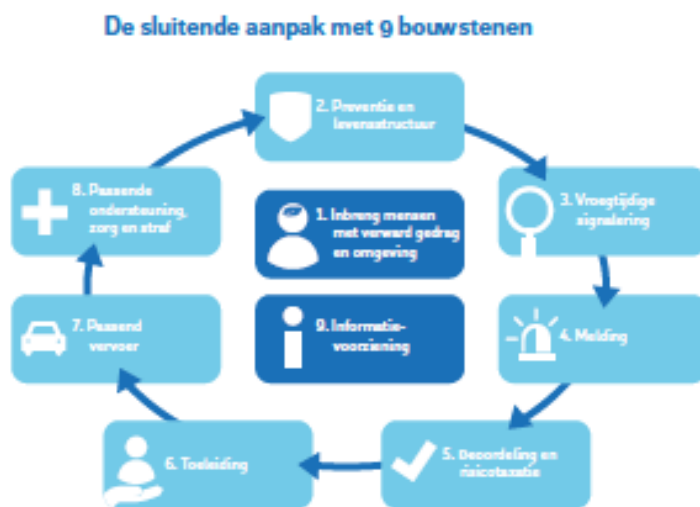 De sluitende aanpak met 9 bouwstenen
2. Preventie en
levensstructuur
8. Passende
ondersteuning,
zorg en straf
1. Inbreng mensen
met verward gedrag
en omgeving
3. Vroegtijdige
signalering
7. Passend
vervoer
9. Informatie-
voorziening
4. Melding
6. Toeleiding
5. Beoordeling en
risicotaxatie